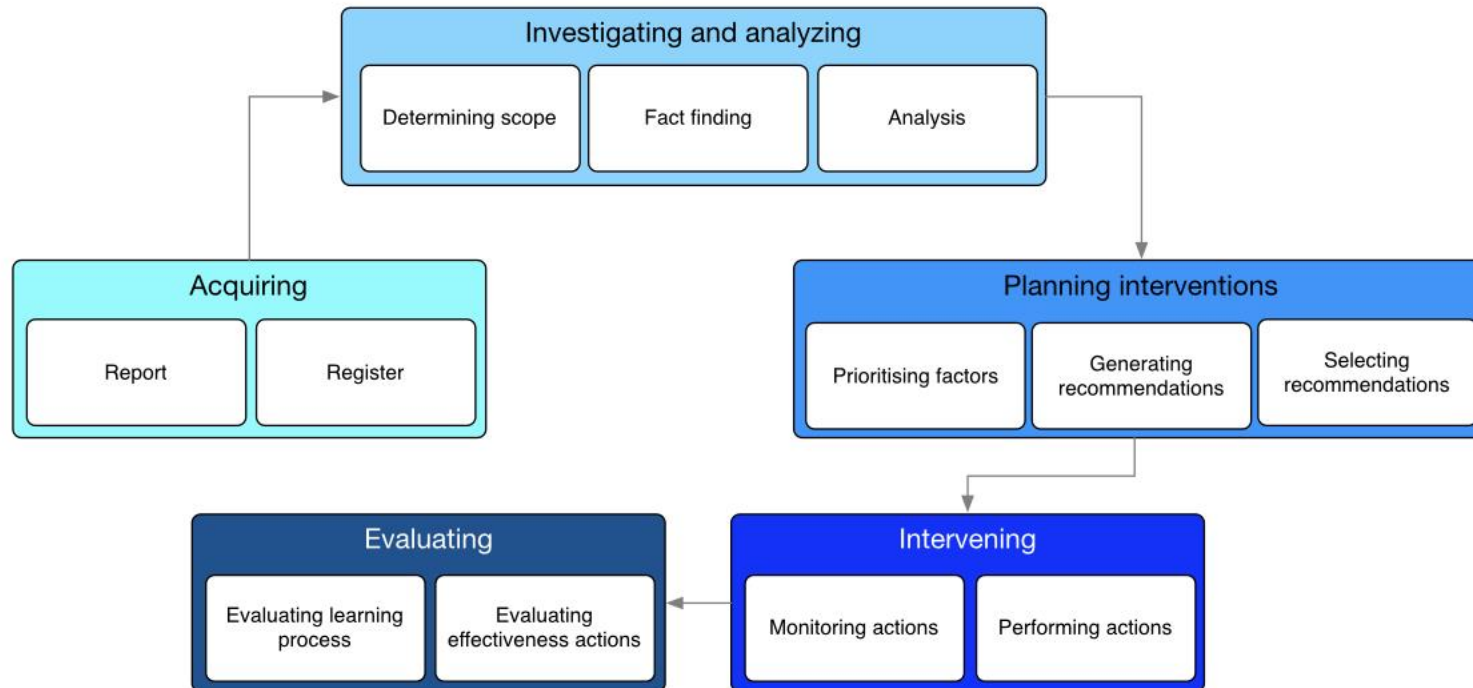 Investigating and analyzing
Determining scope
Fact finding
Analysis
Acquiring
Report
Register
Planning interventions
Prioritising factors
Generating
recommendations
Selecting
recommendations
Evaluating
Evaluating learning
process
Evaluating
effectiveness actions
Intervening
Monitoring actions
Performing actions